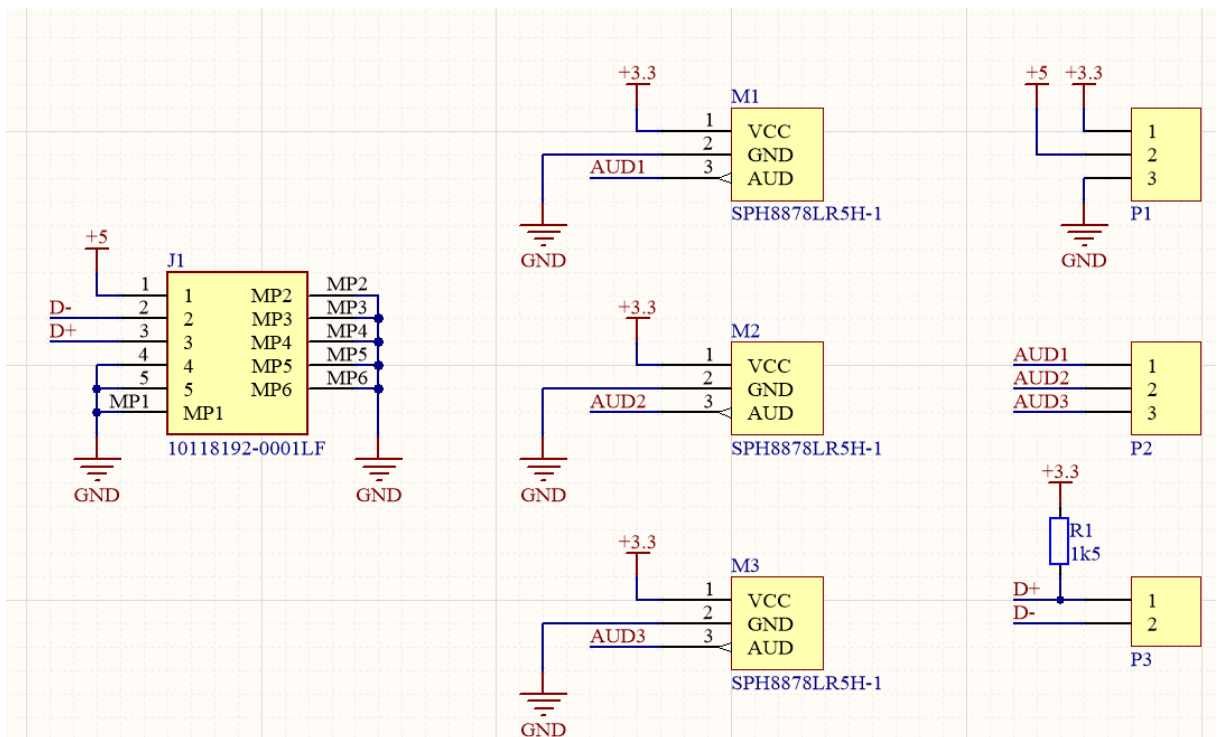 +5
J1
1
2
3
4
5
MP1
D-
D+
1
2
3
4
5
MP1
MP2
MP3
MP4
MP5
MP6
MP2
MP3
MP4
MP5
MP6
10118192-0001LF
GND
GND
+3.3
M1
1
2
3
AUD1
VCC
GND
AUD
SPH8878LR5H-1
GND
+3.3
M2
1
2
3
AUD2
VCC
GND
AUD
SPH8878LR5H-1
GND
+3.3
M3
1
2
3
AUD3
VCC
GND
AUD
SPH8878LR5H-1
GND
+5
+3.3
1
2
3
P1
GND
AUD1
AUD2
AUD3
1
2
3
P2
+3.3
R1
1k5
D+
D-
1
2
P3